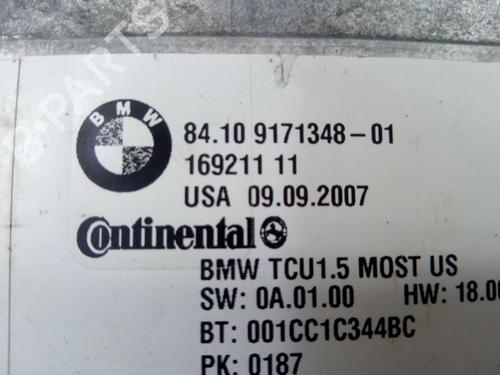 BMW
84.10 9171348-01
169211 11
USA 09.09.2007
Continental
BMW TCU1.5 MOST US
SW: 0A.01.00 HW: 18.00
BT: 001CC1C344BC
PK: 0187
B-PARTS